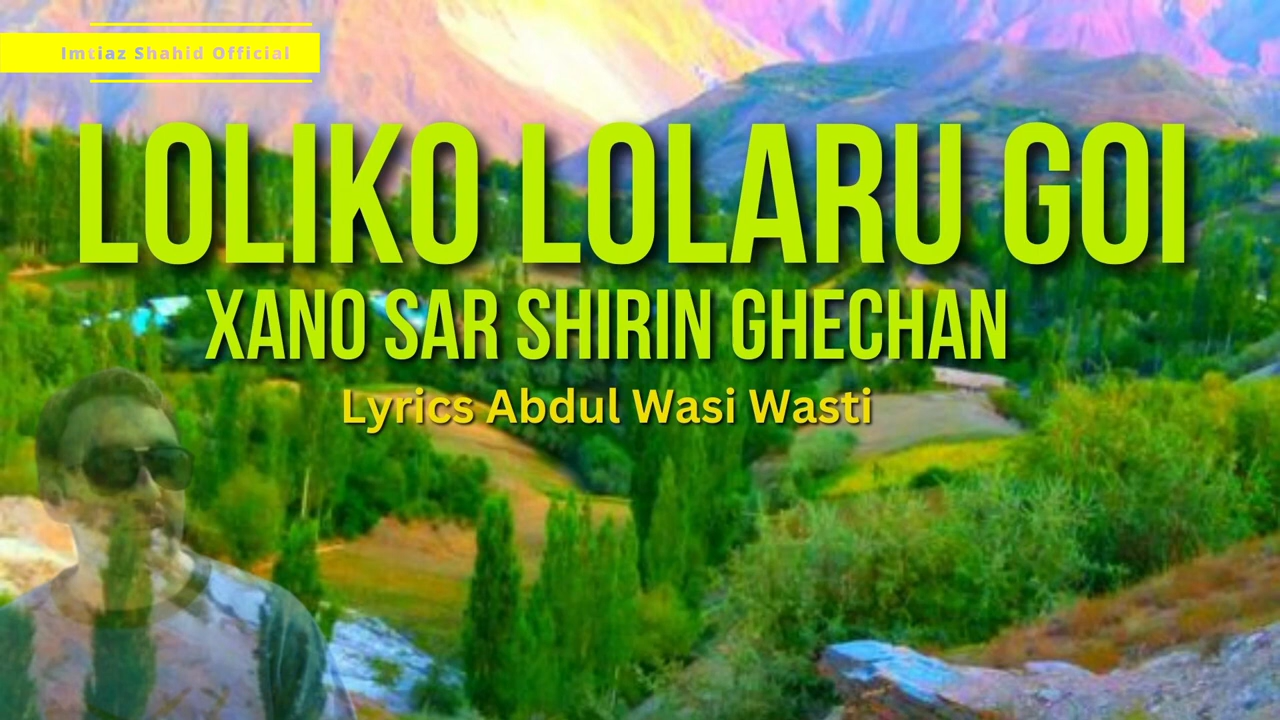 Imtiaz Shahid Official
LOLIKO LOLARU GOI
XANO SAR SHIRIN GHECHAN
Lyrics Abdul Wasi Wasti